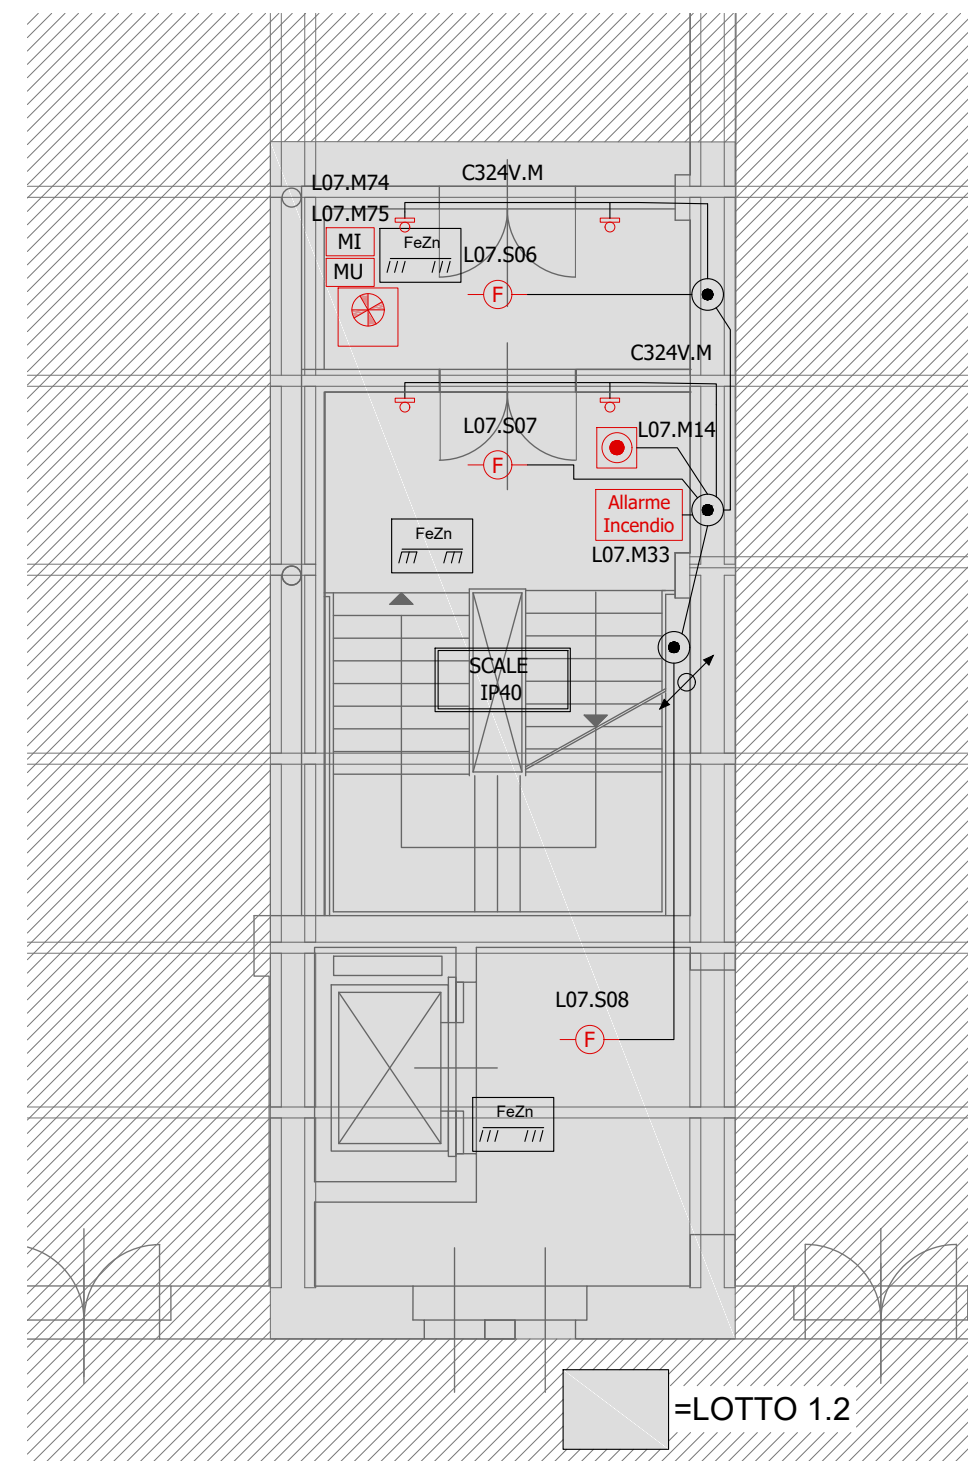 C324V.M
L07.M74
L07.M75
MI
FeZn
L07.S06
MU
F
C324V.M
L07.S07
L07.M14
F
Allarme
Incendio
FeZn
L07.M33
SCALE
IP40
L07.S08
F
FeZn
=LOTTO 1.2